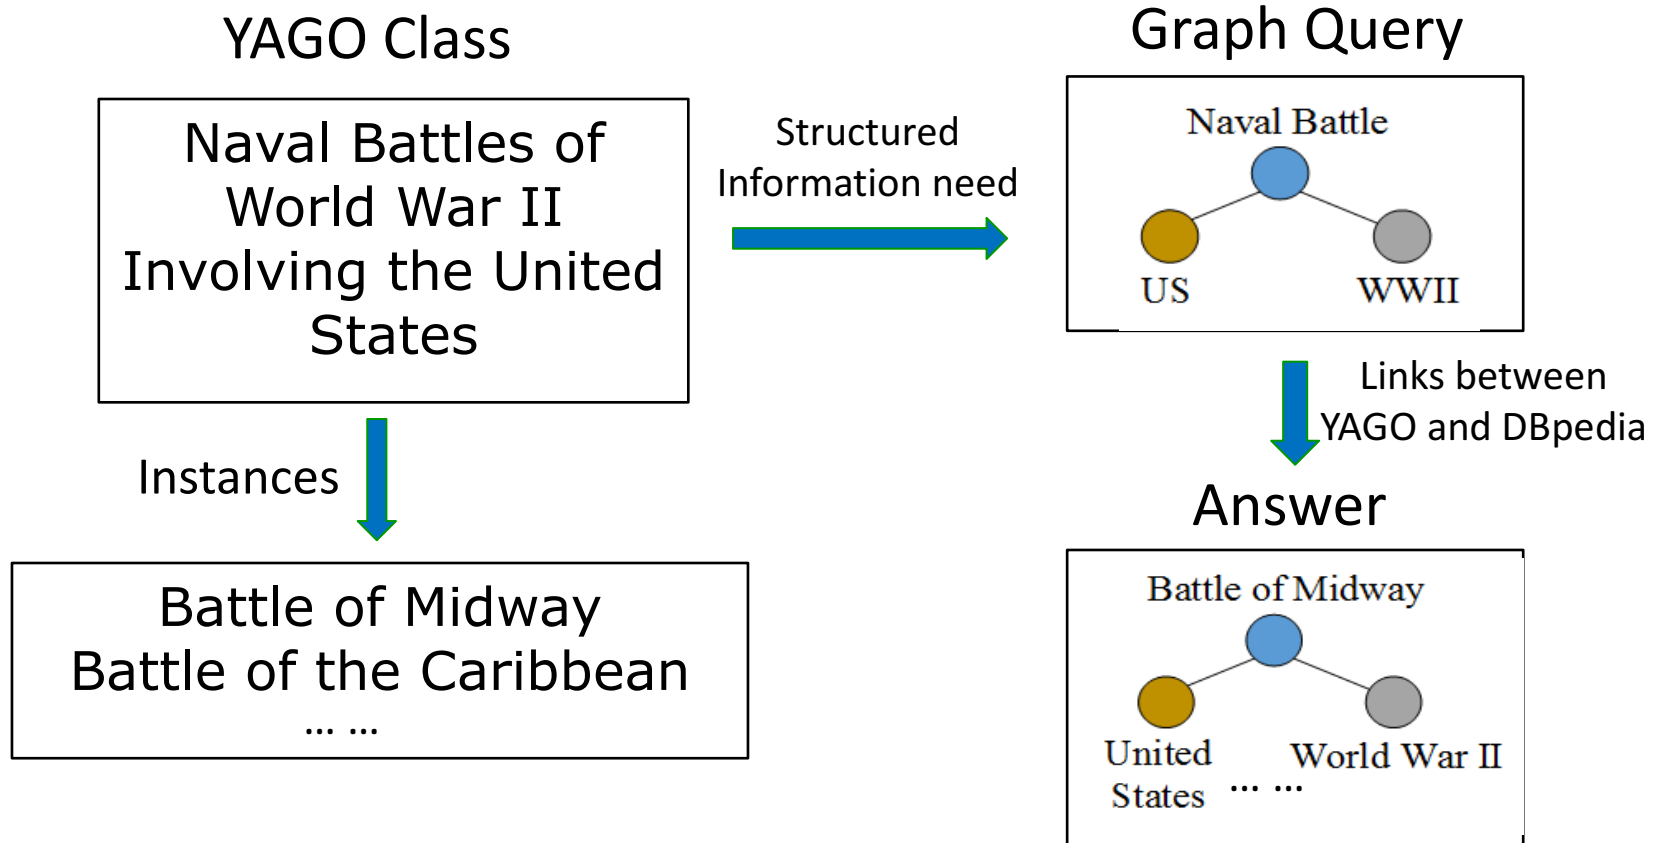 YAGO Class
Naval Battles of
World War II
Involving the United
States
Instances
Battle of Midway
Battle of the Caribbean
... ...
Structured
Information need
Graph Query
Naval Battle
US
WWII
Links between
YAGO and DBpedia
Answer
Battle of Midway
United
States
World War II
... ...